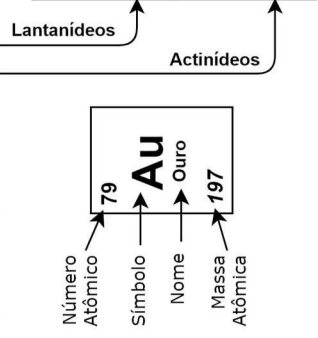 Lantanídeos
Actinídeos
79
Au
Ouro
197
Número
Atômico
Símbolo
Nome
Massa
Atômica